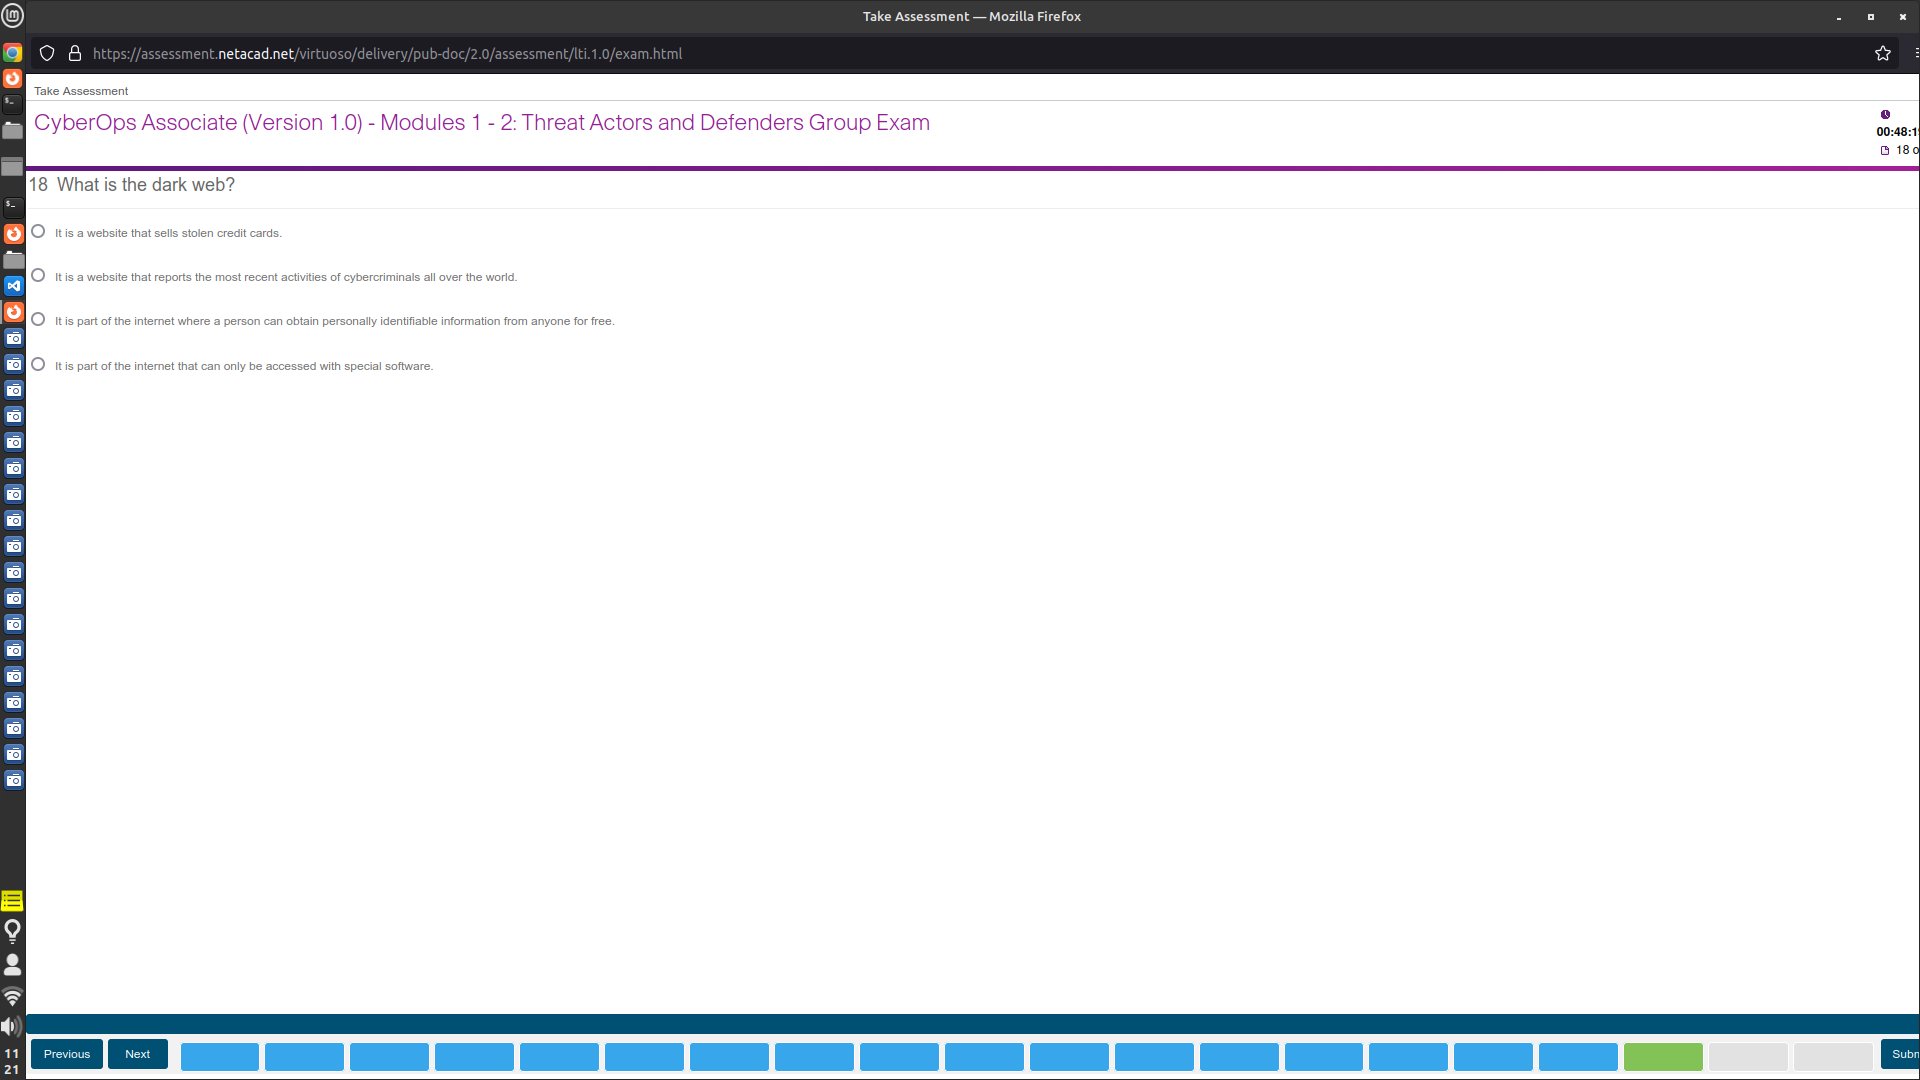 Take Assessment — Mozilla Firefox
https://assessment.netacad.net/virtuoso/delivery/pub-doc/2.0/assessment/lti.1.0/exam.html
Take Assessment
CyberOps Associate (Version 1.0) - Modules 1 - 2: Threat Actors and Defenders Group Exam
00:48:1
18 o
18 What is the dark web?
It is a website that sells stolen credit cards.
It is a website that reports the most recent activities of cybercriminals all over the world.
It is part of the internet where a person can obtain personally identifiable information from anyone for free.
It is part of the internet that can only be accessed with special software.
Previous
Next
Subm
11
21